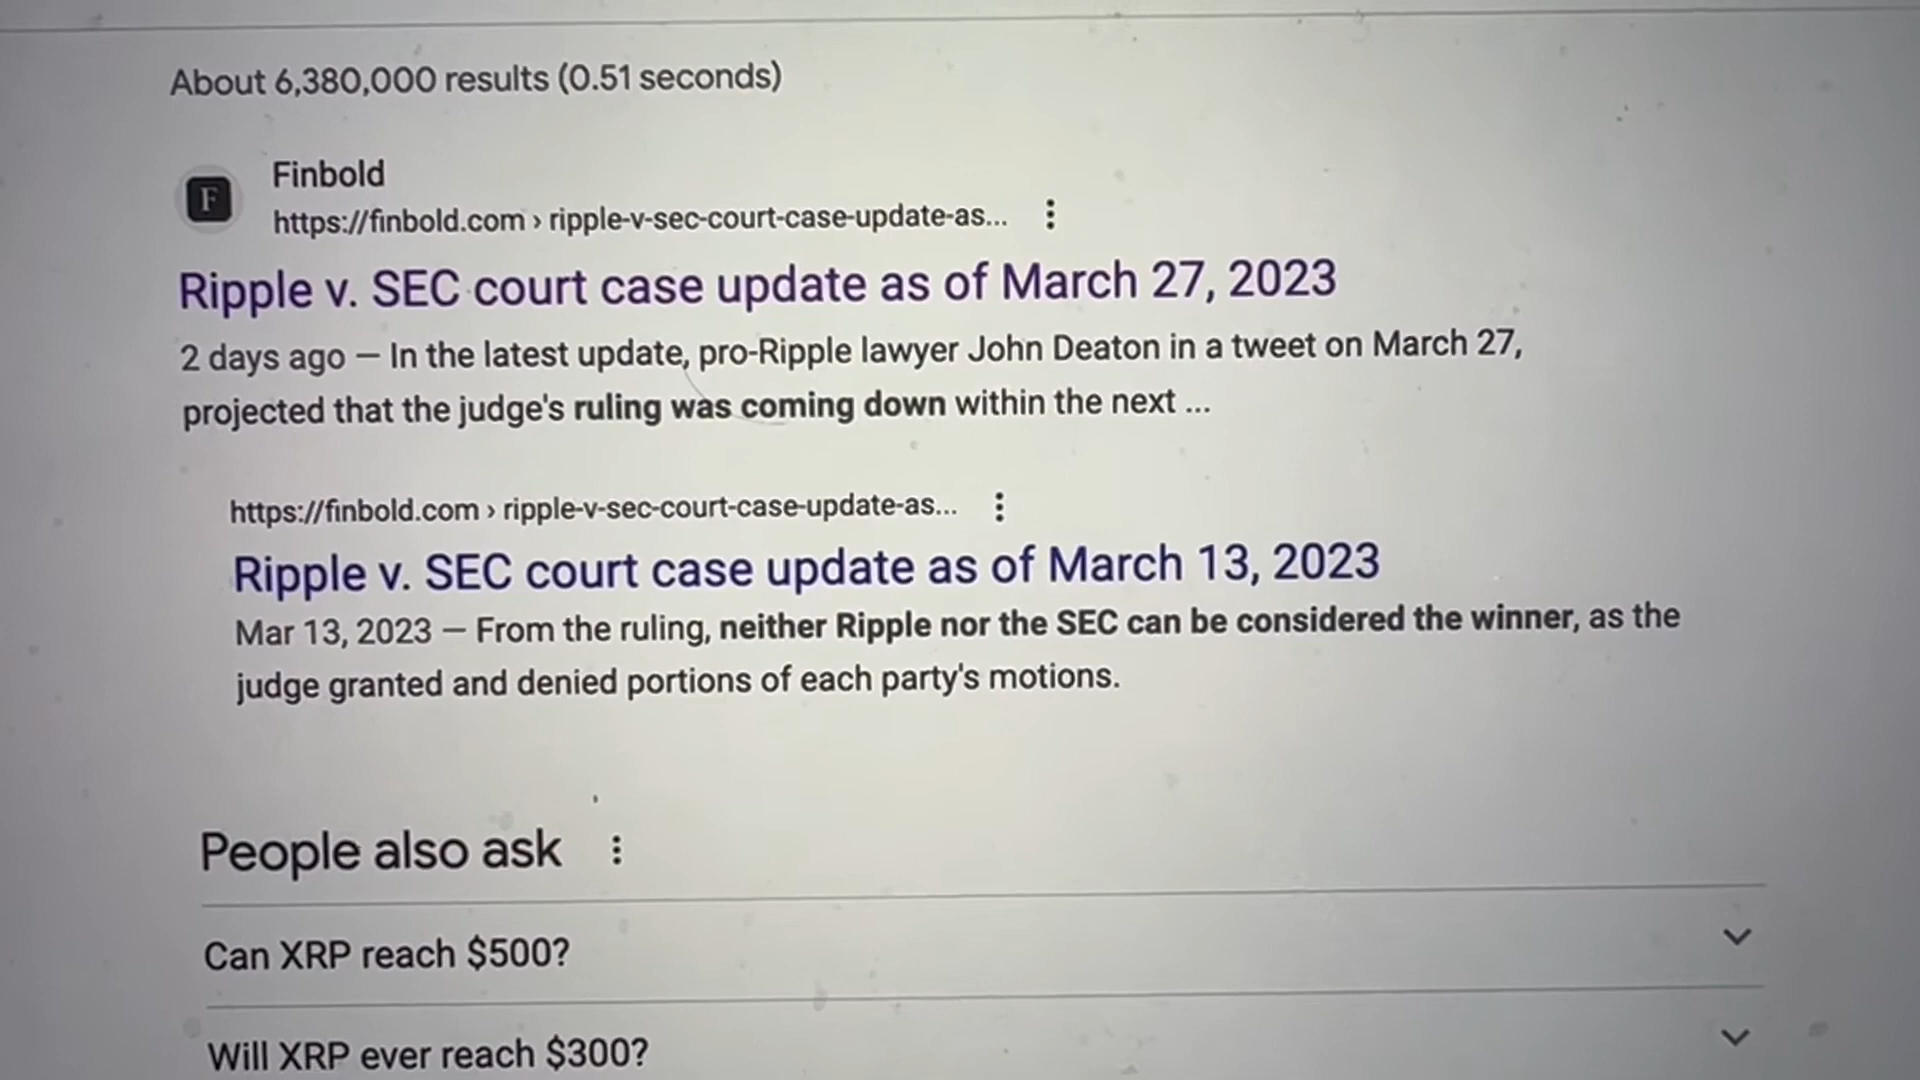 About 6,380,000 results (0.51 seconds)
F
Finbold
https://finbold.com › ripple-v-sec-court-case-update-as...
Ripple v. SEC court case update as of March 27, 2023
2 days ago — In the latest update, pro-Ripple lawyer John Deaton in a tweet on March 27,
projected that the judge's ruling was coming down within the next ...
https://finbold.com › ripple-v-sec-court-case-update-as...
Ripple v. SEC court case update as of March 13, 2023
Mar 13, 2023 — From the ruling, neither Ripple nor the SEC can be considered the winner, as the
judge granted and denied portions of each party's motions.
People also ask
Can XRP reach $500?
Will XRP ever reach $300?